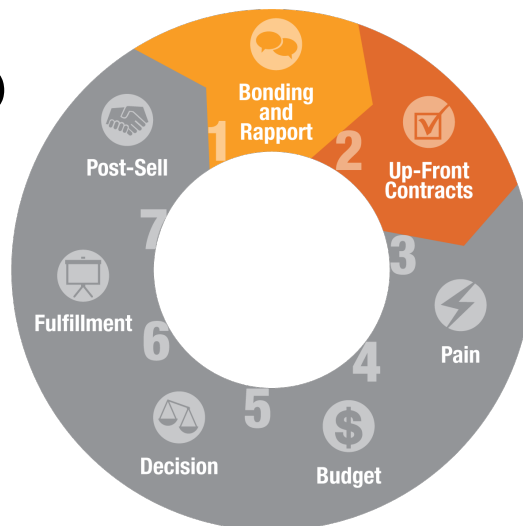 1
Bonding
and
Rapport
2
Up-Front
Contracts
3
Pain
4
$
Budget
5
Decision
6
Fulfillment
7
Post-Sell